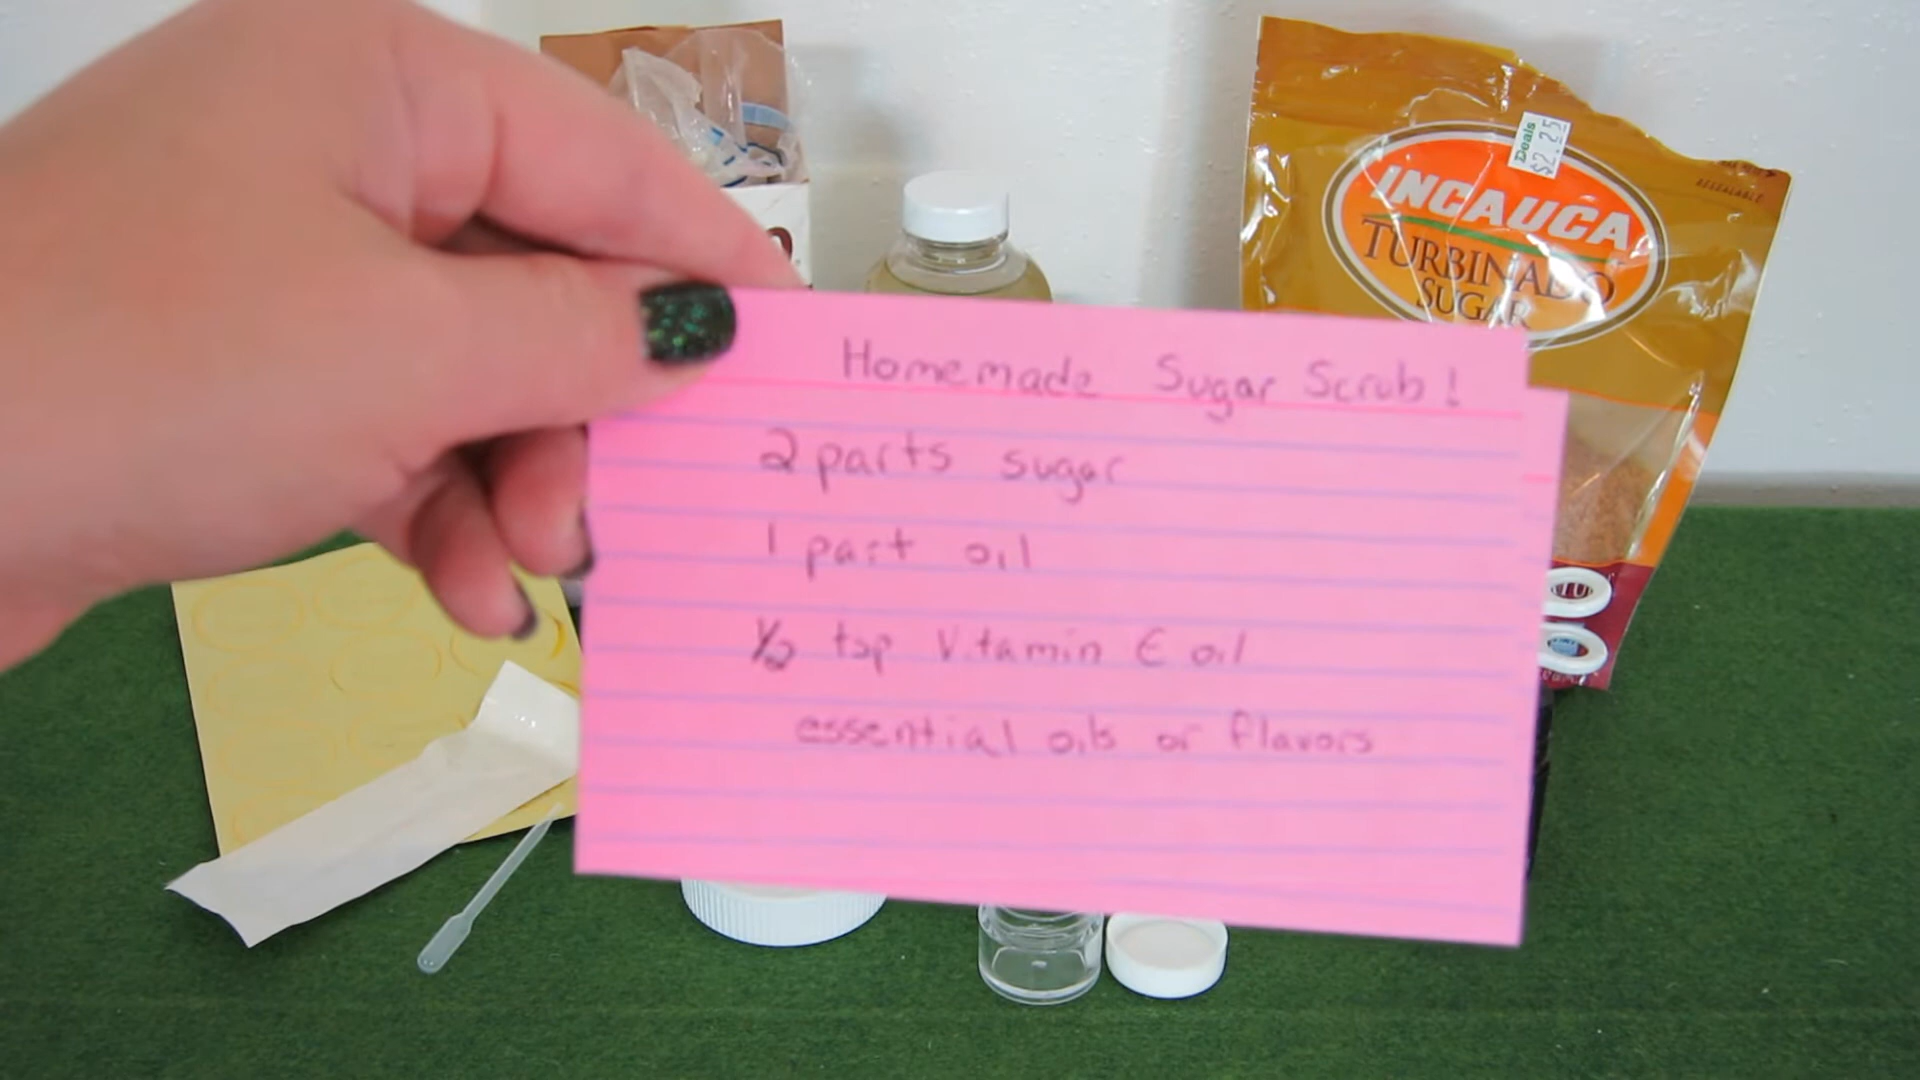 Deals
$2.25
INCAUCA
TURBINADO
SUGAR
RESEALABLE
Homemade Sugar Scrub!
2 parts sugar
1 part oil
1/2 tsp Vitamin E oil
essential oils or flavors